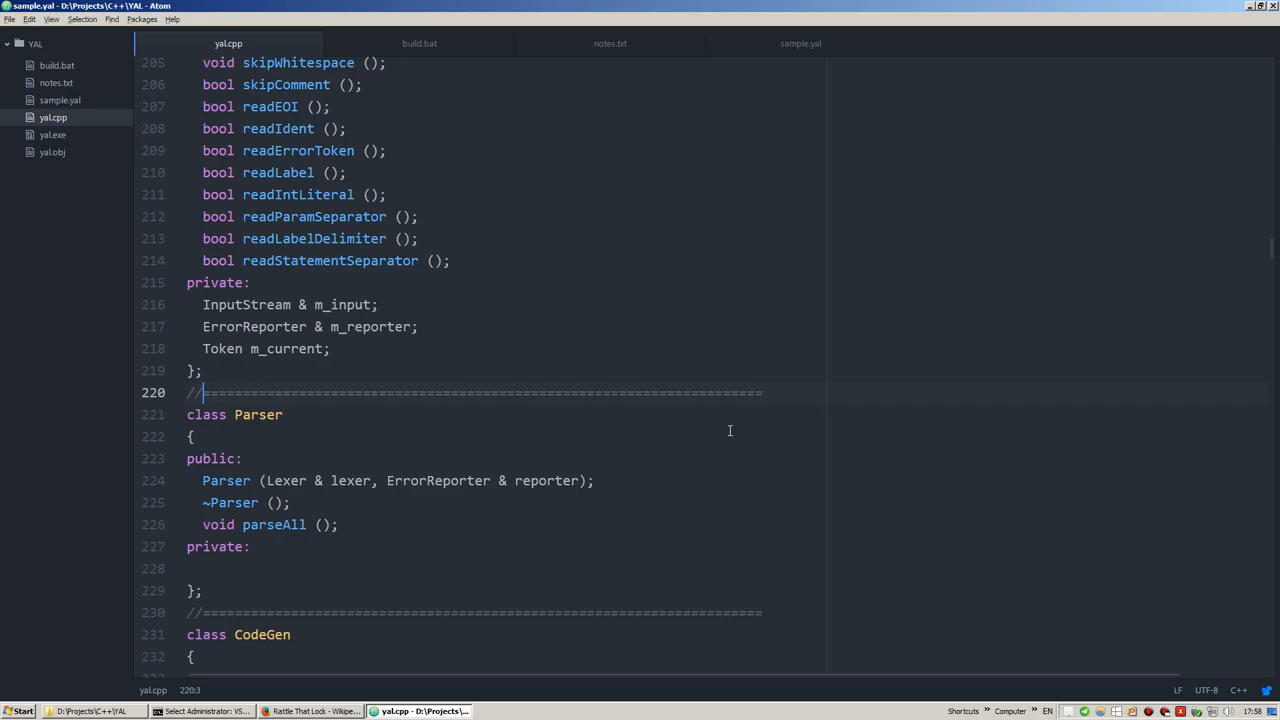 sample.yal - D:\Projects\C++\YAL - Atom
File Edit View Selection Find Packages Help
YAL
build.bat
notes.txt
sample.yal
yal.cpp
yal.exe
yal.obj
yal.cpp build.bat notes.txt sample.yal
205 void skipWhitespace ();
206 bool skipComment ();
207 bool readEOI ();
208 bool readIdent ();
209 bool readErrorToken ();
210 bool readLabel ();
211 bool readIntLiteral ();
212 bool readParamSeparator ();
213 bool readLabelDelimiter ();
214 bool readStatementSeparator ();
215 private:
216 InputStream & m_input;
217 ErrorReporter & m_reporter;
218 Token m_current;
219 };
220 //======================================================================
221 class Parser
222 {
223 public:
224 Parser (Lexer & lexer, ErrorReporter & reporter);
225 ~Parser ();
226 void parseAll ();
227 private:
228
229 };
230 //======================================================================
231 class CodeGen
232 {
yal.cpp 220:3 LF UTF-8 C++
Start D:\Projects\C++\YAL Select Administrator: VS... Rattle That Lock - Wikipe... yal.cpp - D:\Projects\... Shortcuts » Computer » EN 17:58